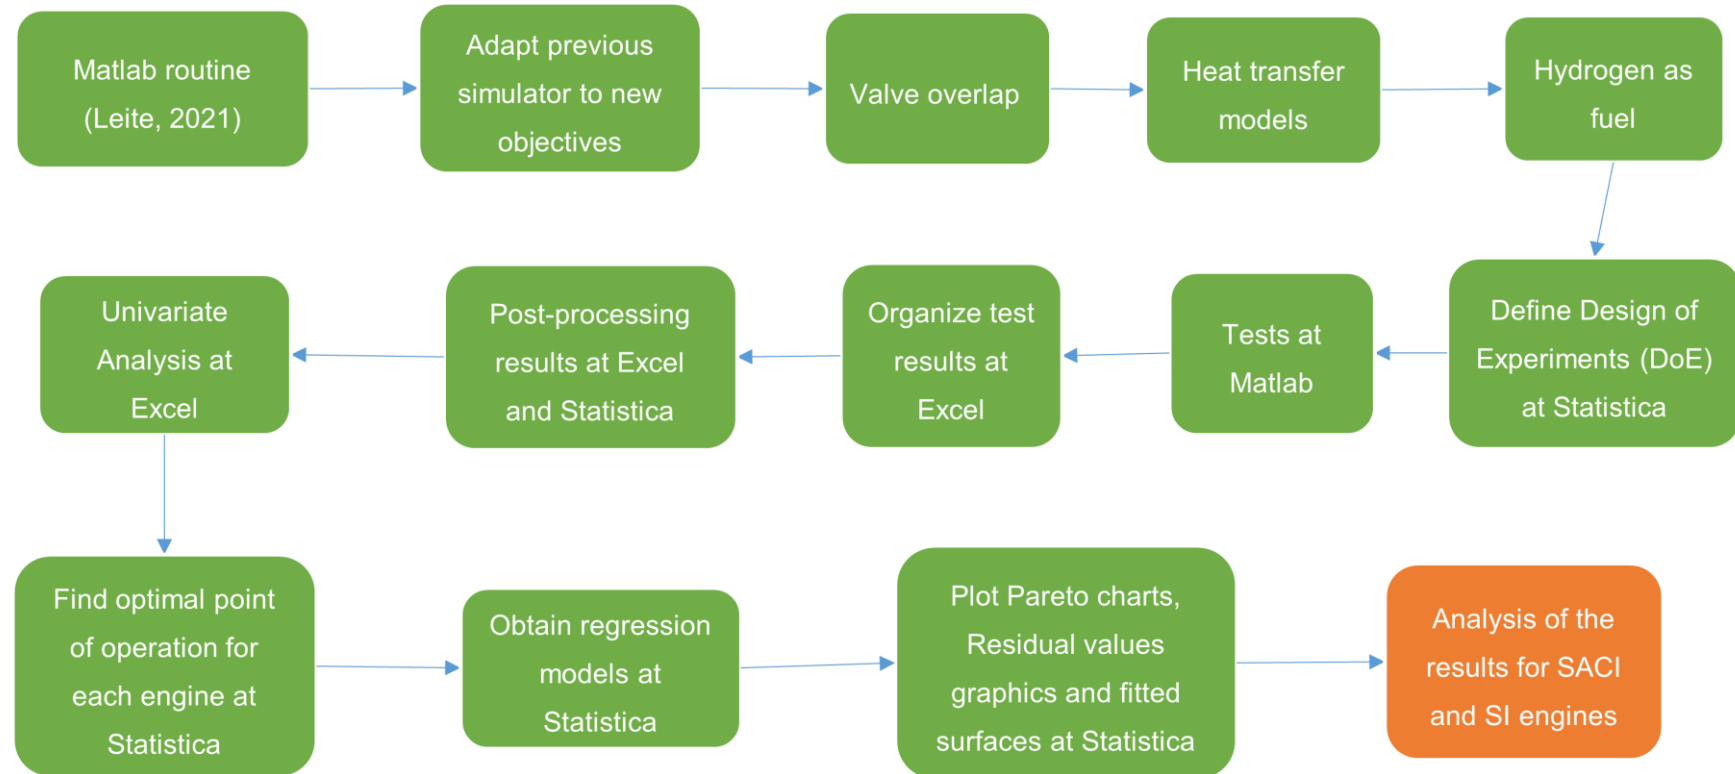 Matlab routine
(Leite, 2021)
Adapt previous
simulator to new
objectives
Valve overlap
Heat transfer
models
Hydrogen as
fuel
Define Design of
Experiments (DoE)
at Statistica
Tests at
Matlab
Organize test
results at
Excel
Post-processing
results at Excel
and Statistica
Univariate
Analysis at
Excel
Find optimal point
of operation for
each engine at
Statistica
Obtain regression
models at
Statistica
Plot Pareto charts,
Residual values
graphics and fitted
surfaces at Statistica
Analysis of the
results for SACI
and SI engines